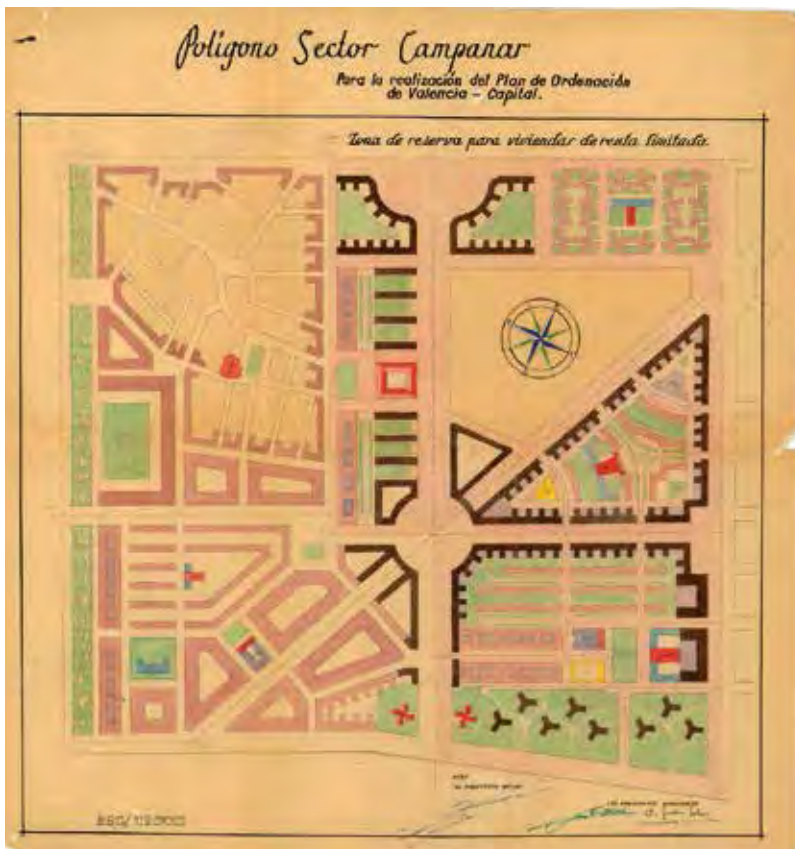 Polígono Sector Campanar
Para la realización del Plan de Ordenación
de Valencia - Capital.
Zona de reserva para viviendas de renta limitada.